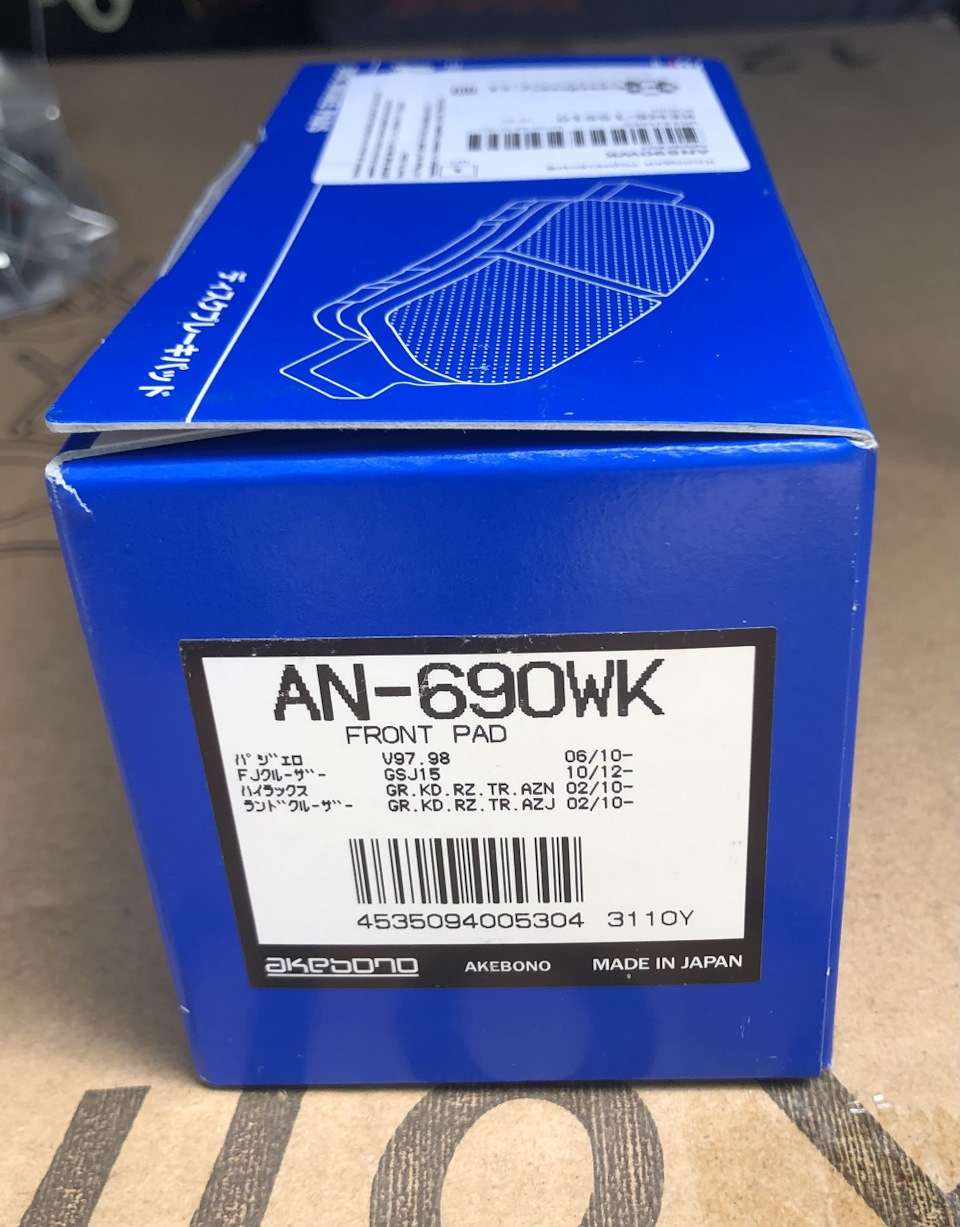 ディスクブレーキパッド
AN690WK
AN-690WK
FRONT PAD
パジェロ V97.98 06/10-
FJクルーザー GSJ15 10/12-
ハイラックス GR.KD.RZ.TR.AZN 02/10-
ランドクルーザー GR.KD.RZ.TR.AZJ 02/10-
4535094005304 3110Y
akebono AKEBONO MADE IN JAPAN